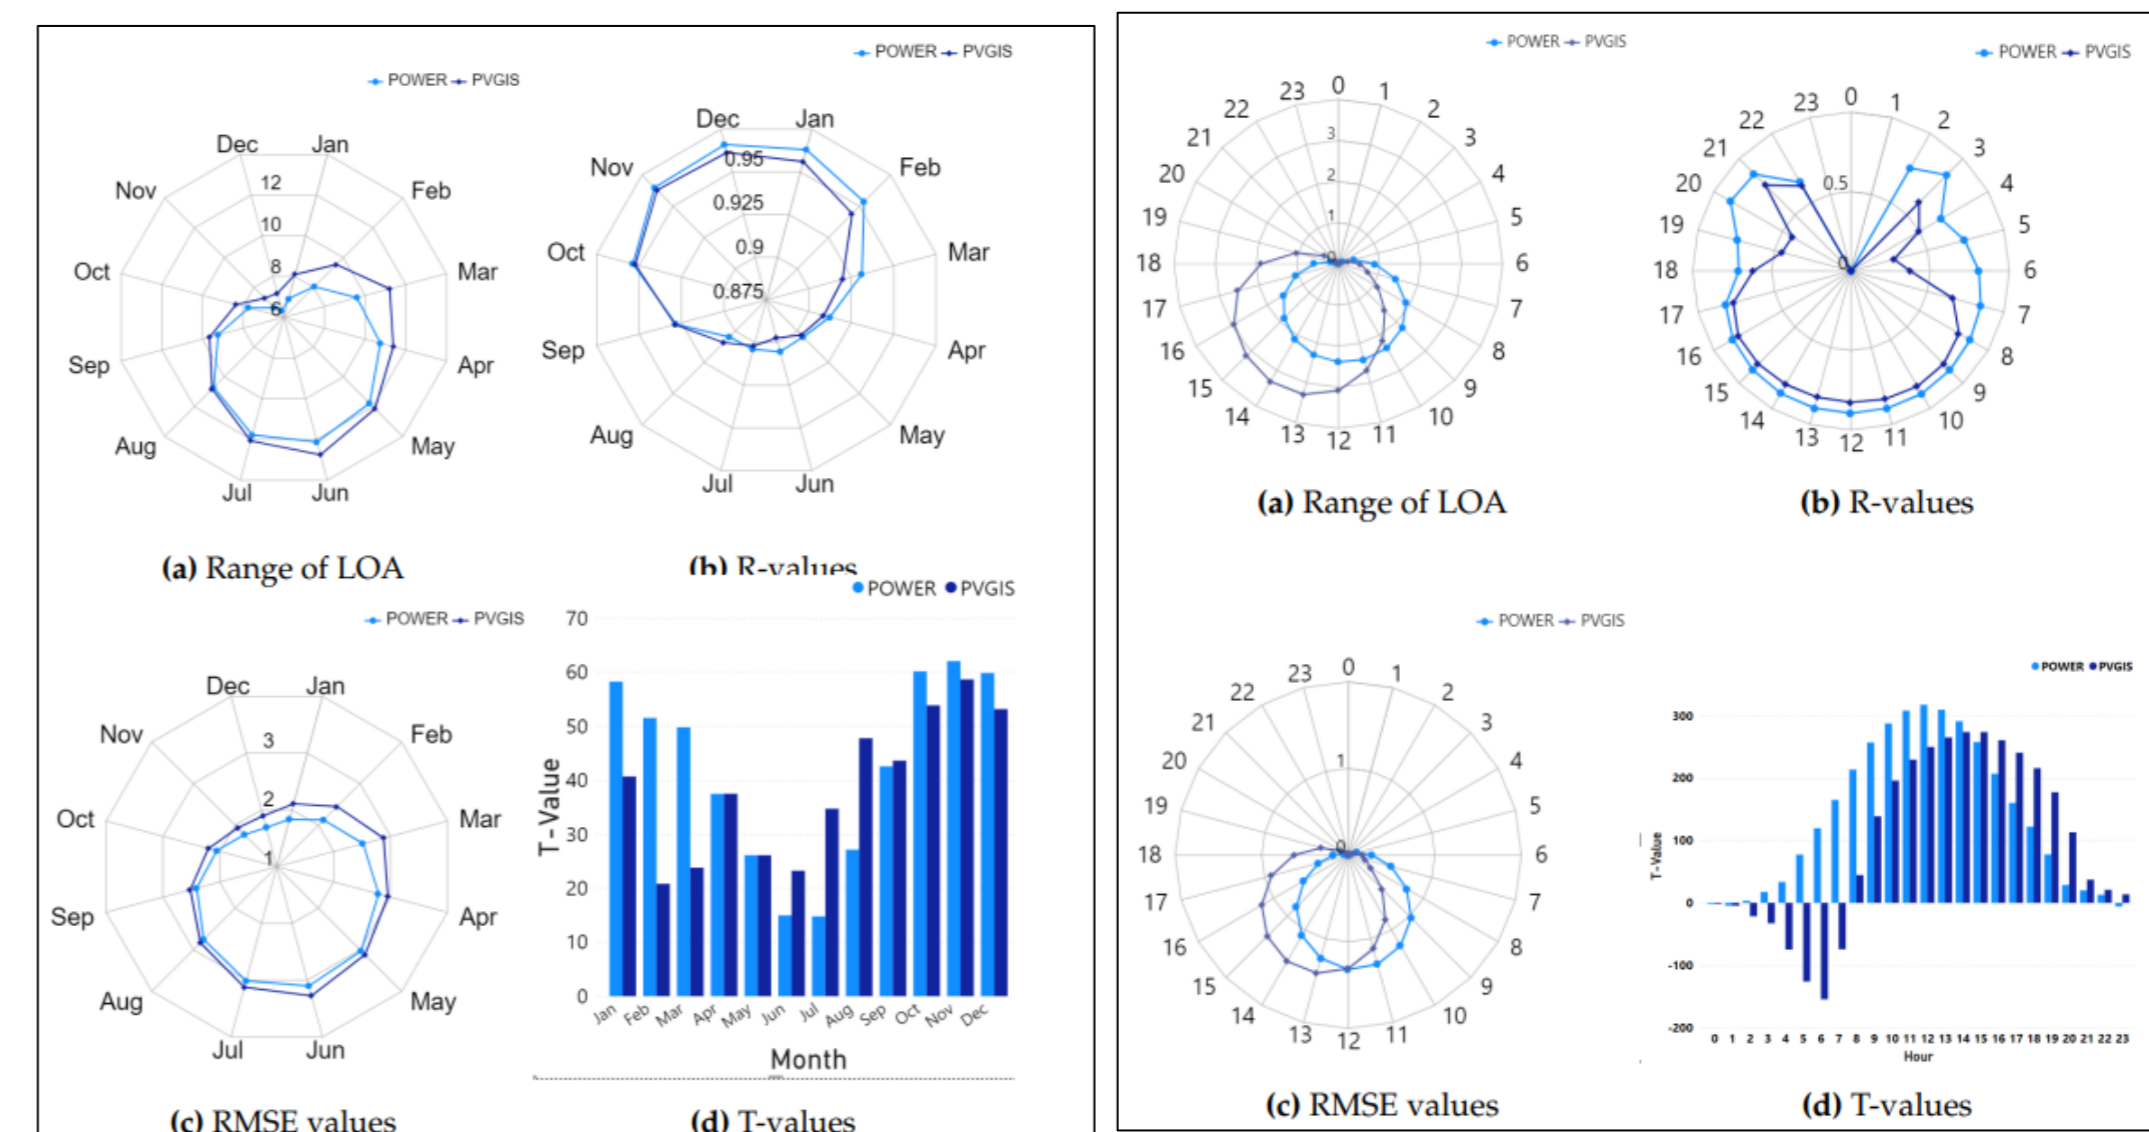 POWER PVGIS
Dec Jan
Nov Feb
Oct Mar
Sep Apr
Aug May
Jul Jun
12
10
8
6
(a) Range of LOA
POWER PVGIS
Dec Jan
Nov Feb
Oct Mar
Sep Apr
Aug May
Jul Jun
0.95
0.925
0.9
0.875
(b) R-values
POWER PVGIS
Dec Jan
Nov Feb
Oct Mar
Sep Apr
Aug May
Jul Jun
3
2
1
(c) RMSE values
POWER PVGIS
T - Value
70
60
50
40
30
20
10
0
Jan Feb Mar Apr May Jun Jul Aug Sep Oct Nov Dec
Month
(d) T-values
POWER PVGIS
0 1 2 3 4 5 6 7 8 9 10 11 12 13 14 15 16 17 18 19 20 21 22 23
3
2
1
0
(a) Range of LOA
POWER PVGIS
0 1 2 3 4 5 6 7 8 9 10 11 12 13 14 15 16 17 18 19 20 21 22 23
0.5
0
(b) R-values
POWER PVGIS
0 1 2 3 4 5 6 7 8 9 10 11 12 13 14 15 16 17 18 19 20 21 22 23
1
0
(c) RMSE values
POWER PVGIS
T-Value
300
200
100
0
-100
-200
0 1 2 3 4 5 6 7 8 9 10 11 12 13 14 15 16 17 18 19 20 21 22 23
Hour
(d) T-values